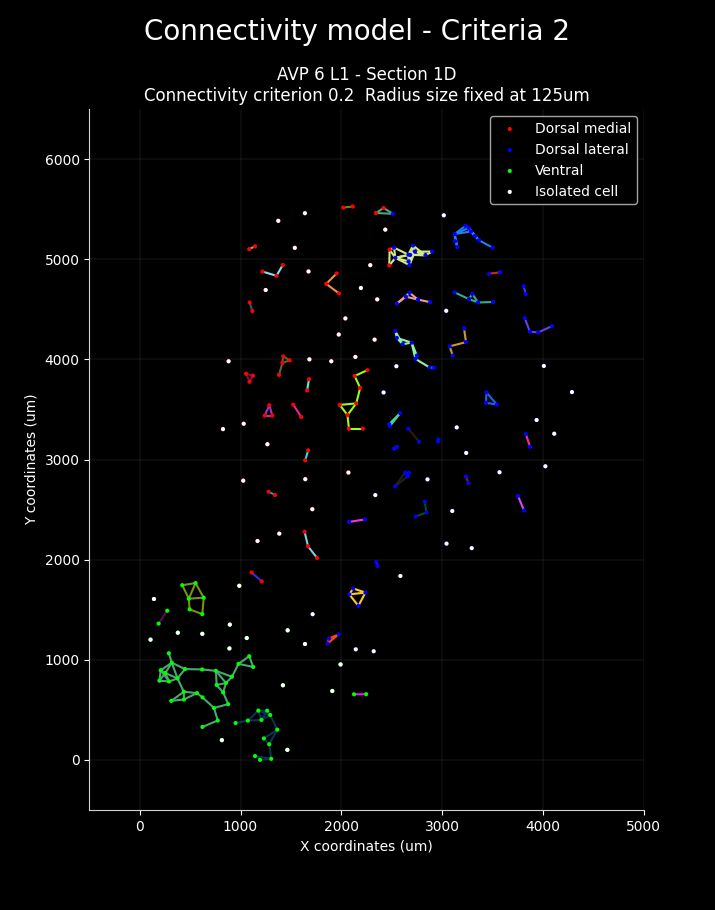 Connectivity model - Criteria 2
AVP 6 L1 - Section 1D
Connectivity criterion 0.2  Radius size fixed at 125um
Dorsal medial
Dorsal lateral
Ventral
Isolated cell
6000
5000
4000
3000
2000
1000
0
Y coordinates (um)
0 1000 2000 3000 4000 5000
X coordinates (um)